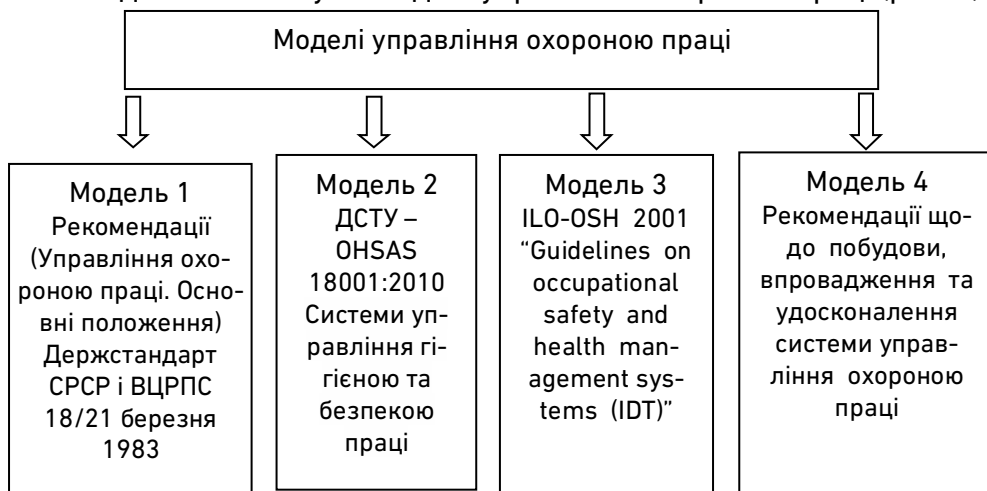 Моделі управління охороною праці
Модель 1
Рекомендації
(Управління охо-
роною праці. Осно-
вні положення)
Держстандарт
СРСР і ВЦРПС
18/21 березня
1983
Модель 2
ДСТУ –
OHSAS
18001:2010
Системи уп-
равління гі-
гієною та
безпекою
праці
Модель 3
ILO-OSH 2001
“Guidelines on
occupational
safety and
health man-
agement sys-
tems (IDT)”
Модель 4
Рекомендації що-
до побудови,
впровадження та
удосконалення
системи управ-
ління охороною
праці